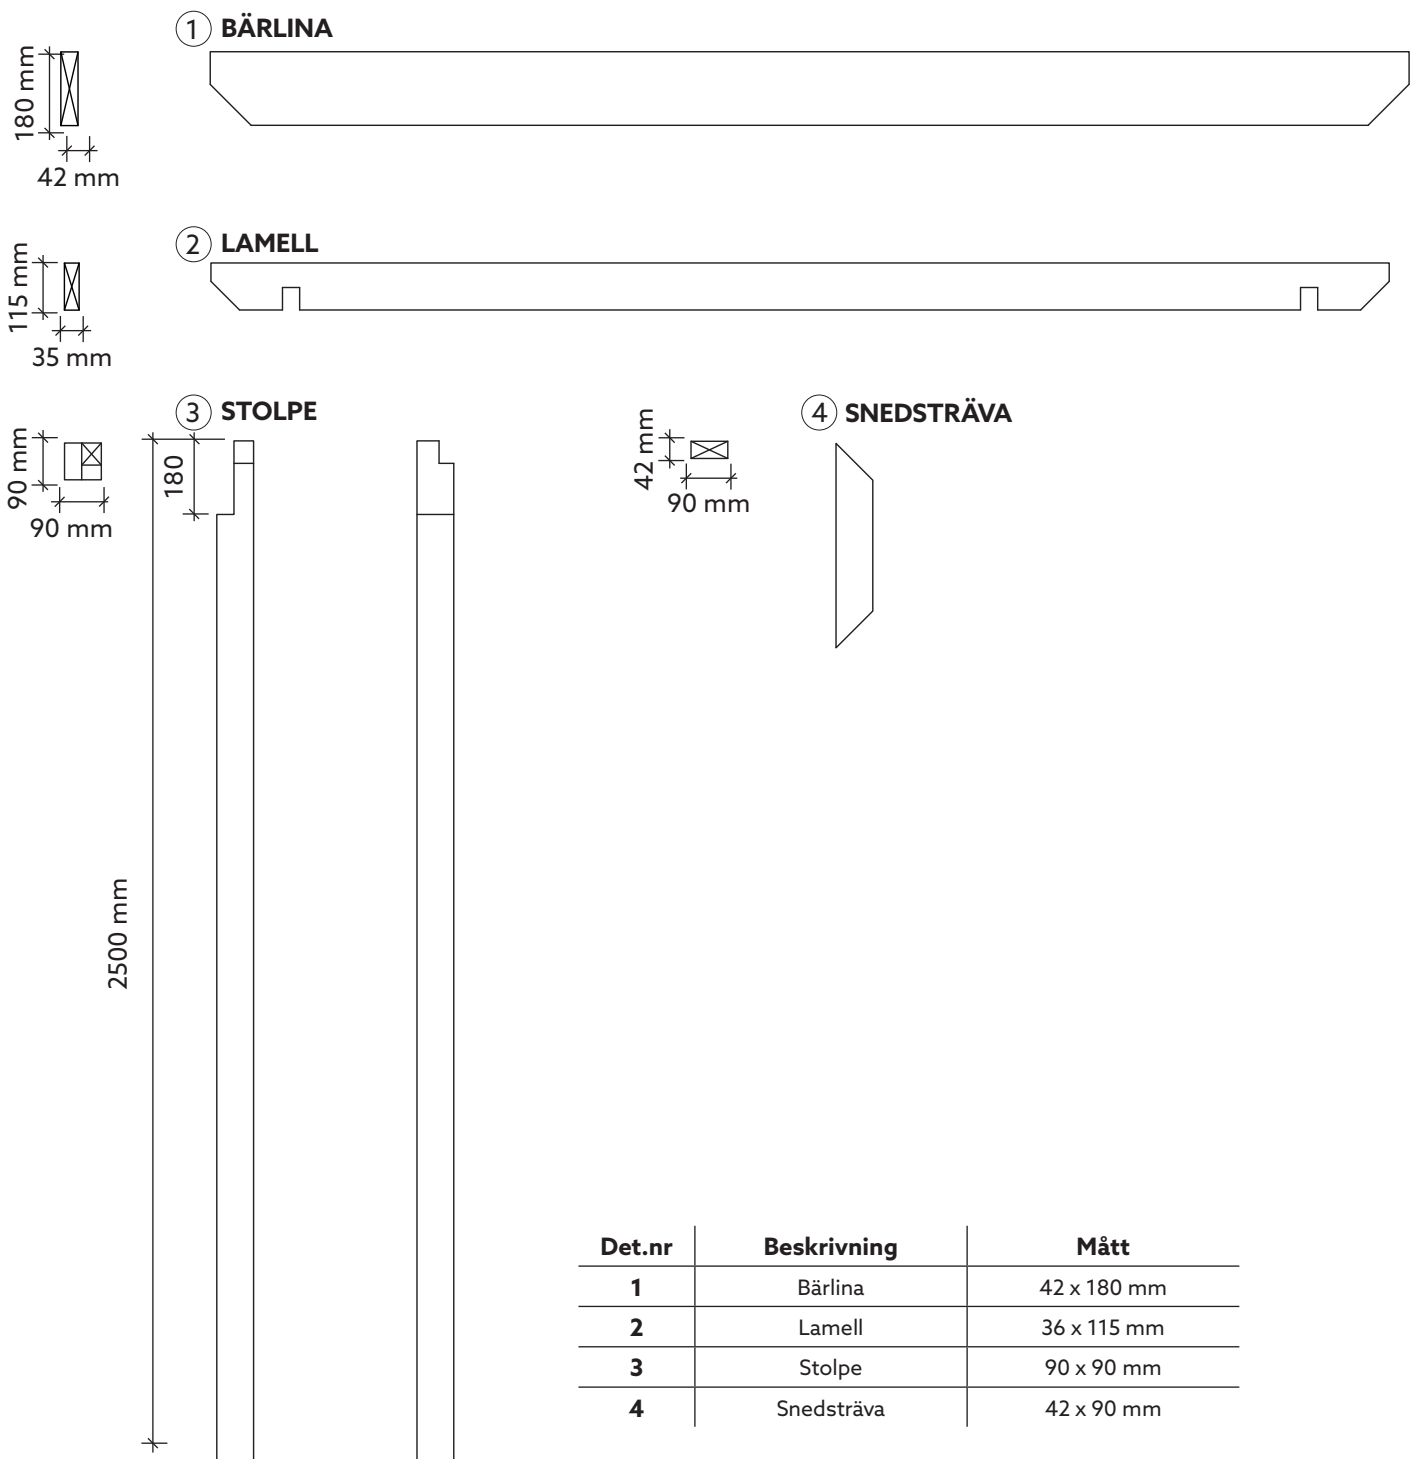 1 BÄRLINA
180 mm
42 mm
2 LAMELL
115 mm
35 mm
3 STOLPE
90 mm
90 mm
180
2500 mm
4 SNEDSTRÄVA
42 mm
90 mm
Det.nr Beskrivning Mått
1 Bärlina 42 x 180 mm
2 Lamell 36 x 115 mm
3 Stolpe 90 x 90 mm
4 Snedsträva 42 x 90 mm